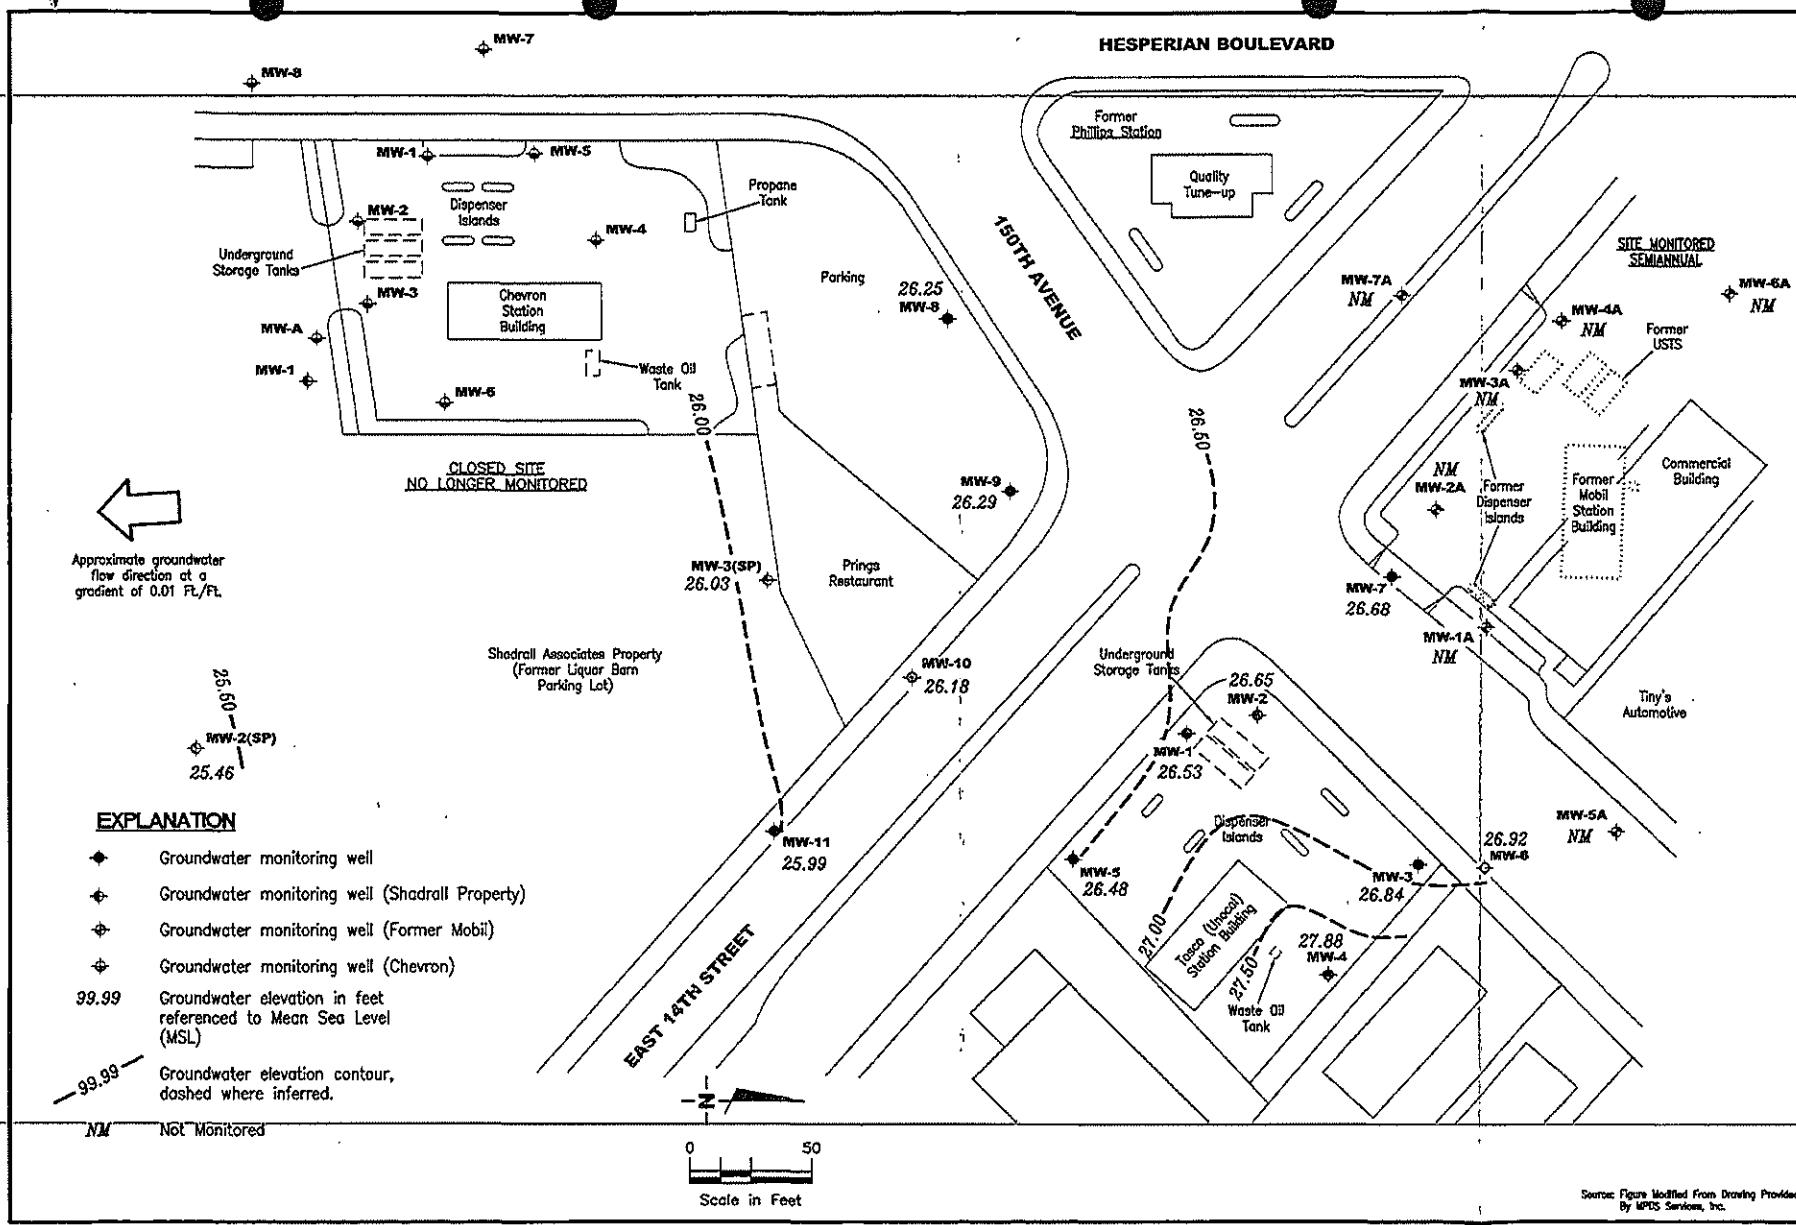 HESPERIAN BOULEVARD
MW-7
MW-8
Former
Phillips Station
Quality
Tune-up
MW-1
MW-5
Propane
Tank
Dispenser
Islands
MW-2
MW-4
Underground
Storage Tanks
MW-3
Chevron
Station
Building
MW-A
MW-1
Waste Oil
Tank
MW-6
Parking
26.25
MW-8
150TH AVENUE
SITE MONITORED
SEMIANNUAL
MW-7A
NM
MW-6A
NM
MW-4A
NM
Former
USTS
MW-3A
NM
26.00
26.50
CLOSED SITE
NO LONGER MONITORED
MW-9
26.29
NM
MW-2A
Former
Dispenser
Islands
Former
Mobil
Station
Building
Commercial
Building
Approximate groundwater
flow direction at a
gradient of 0.01 Ft./Ft.
MW-3(SP)
26.03
Prings
Restaurant
MW-7
26.68
MW-1A
NM
Shadrall Associates Property
(Former Liquor Barn
Parking Lot)
MW-10
26.18
Underground
Storage Tanks
26.65
MW-2
Tiny's
Automotive
MW-2(SP)
25.46
MW-1
26.53
MW-11
25.99
Dispenser
Islands
MW-5A
NM
26.92
MW-6
MW-5
26.48
MW-3
26.84
27.00
Tosco (Unocal)
Station Building
27.50
27.88
MW-4
Waste Oil
Tank
EAST 14TH STREET
EXPLANATION
Groundwater monitoring well
Groundwater monitoring well (Shadrall Property)
Groundwater monitoring well (Former Mobil)
Groundwater monitoring well (Chevron)
99.99 Groundwater elevation in feet
referenced to Mean Sea Level
(MSL)
99.99 Groundwater elevation contour,
dashed where inferred.
NM Not Monitored
N
0 50
Scale in Feet
Source: Figure Modified From Drawing Provided
By MPDS Services, Inc.